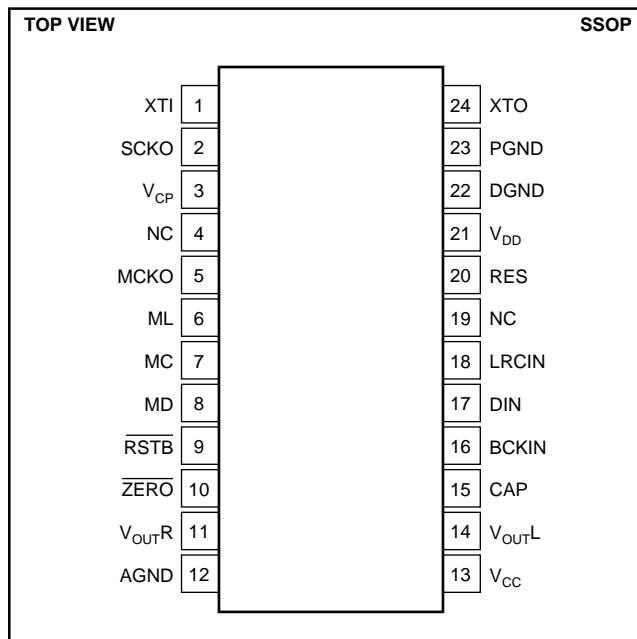 TOP VIEW SSOP
XTI 1 24 XTO
SCKO 2 23 PGND
VCP 3 22 DGND
NC 4 21 VDD
MCKO 5 20 RES
ML 6 19 NC
MC 7 18 LRCIN
MD 8 17 DIN
RSTB 9 16 BCKIN
ZERO 10 15 CAP
VOUTR 11 14 VOUTL
AGND 12 13 VCC